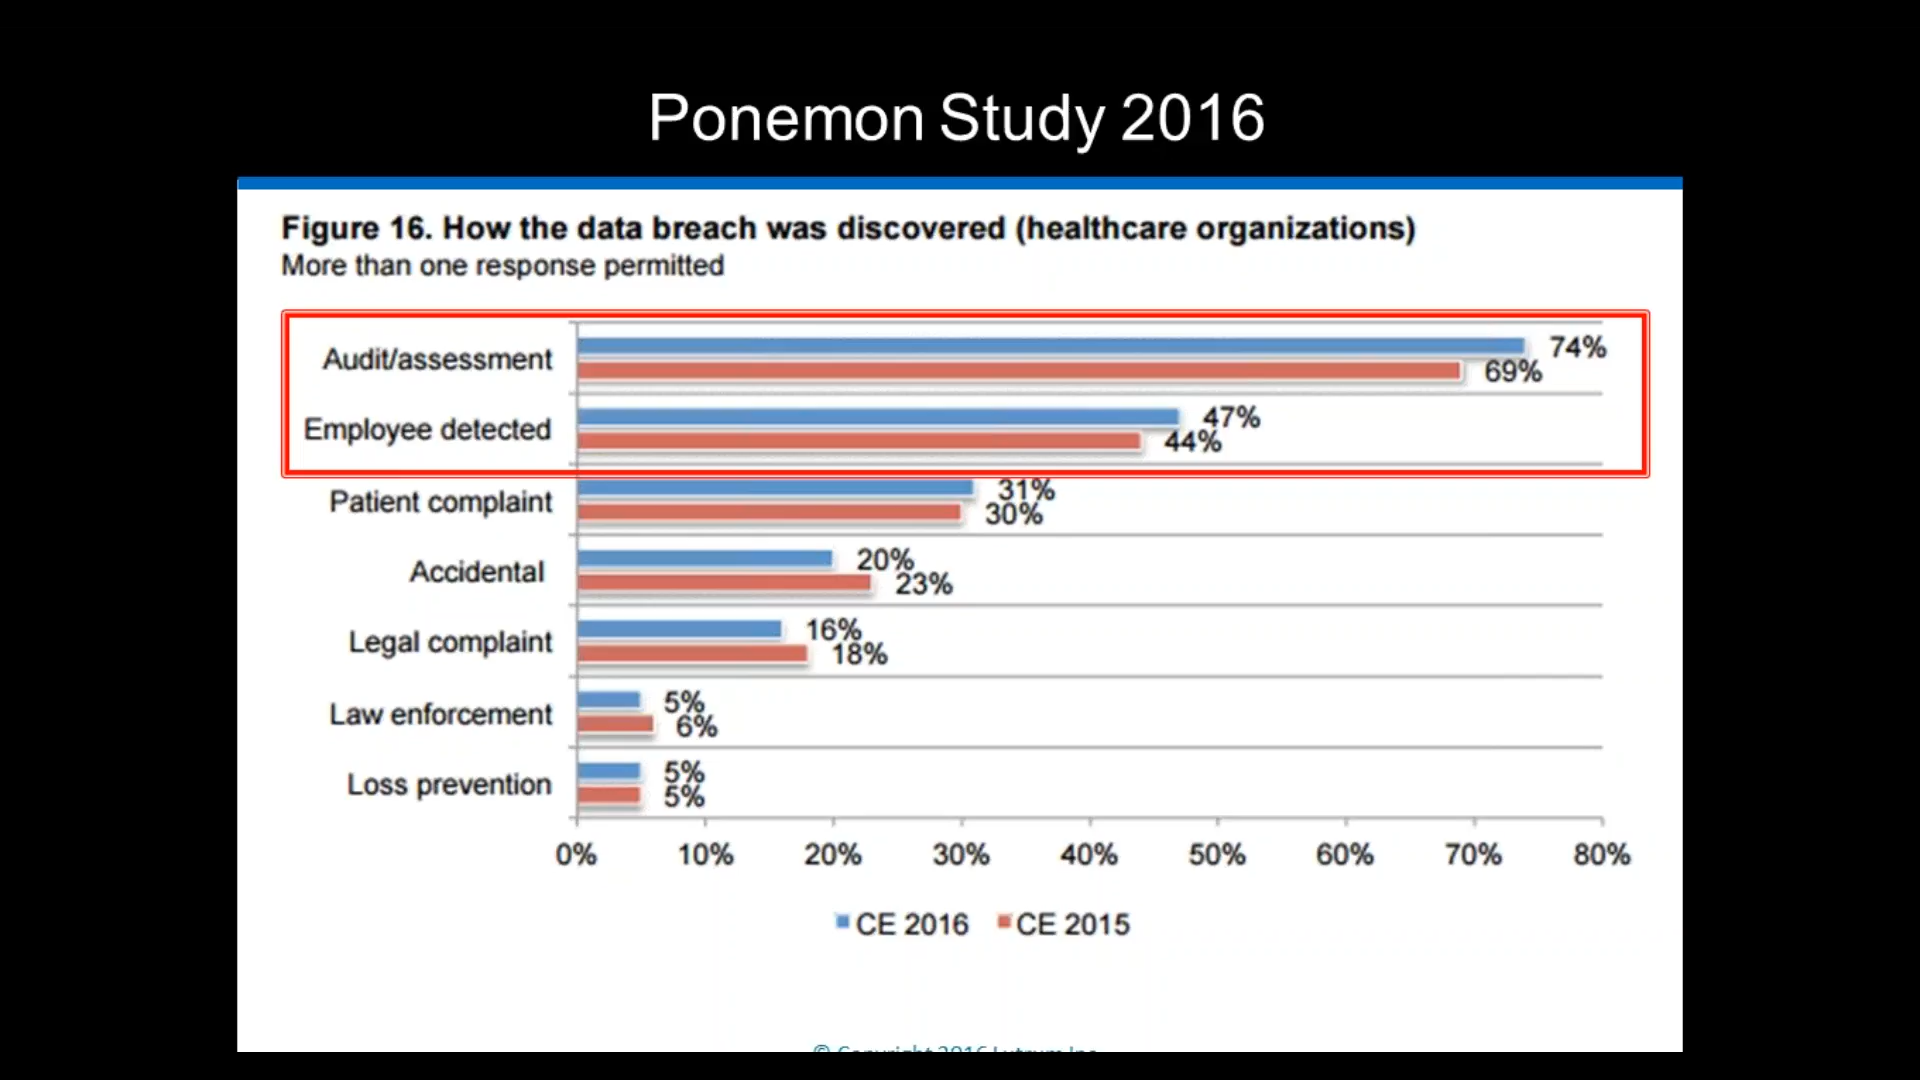 Ponemon Study 2016
Figure 16. How the data breach was discovered (healthcare organizations)
More than one response permitted
Audit/assessment
74%
69%
Employee detected
47%
44%
Patient complaint
31%
30%
Accidental
20%
23%
Legal complaint
16%
18%
Law enforcement
5%
6%
Loss prevention
5%
5%
0% 10% 20% 30% 40% 50% 60% 70% 80%
CE 2016 CE 2015
© Copyright 2016